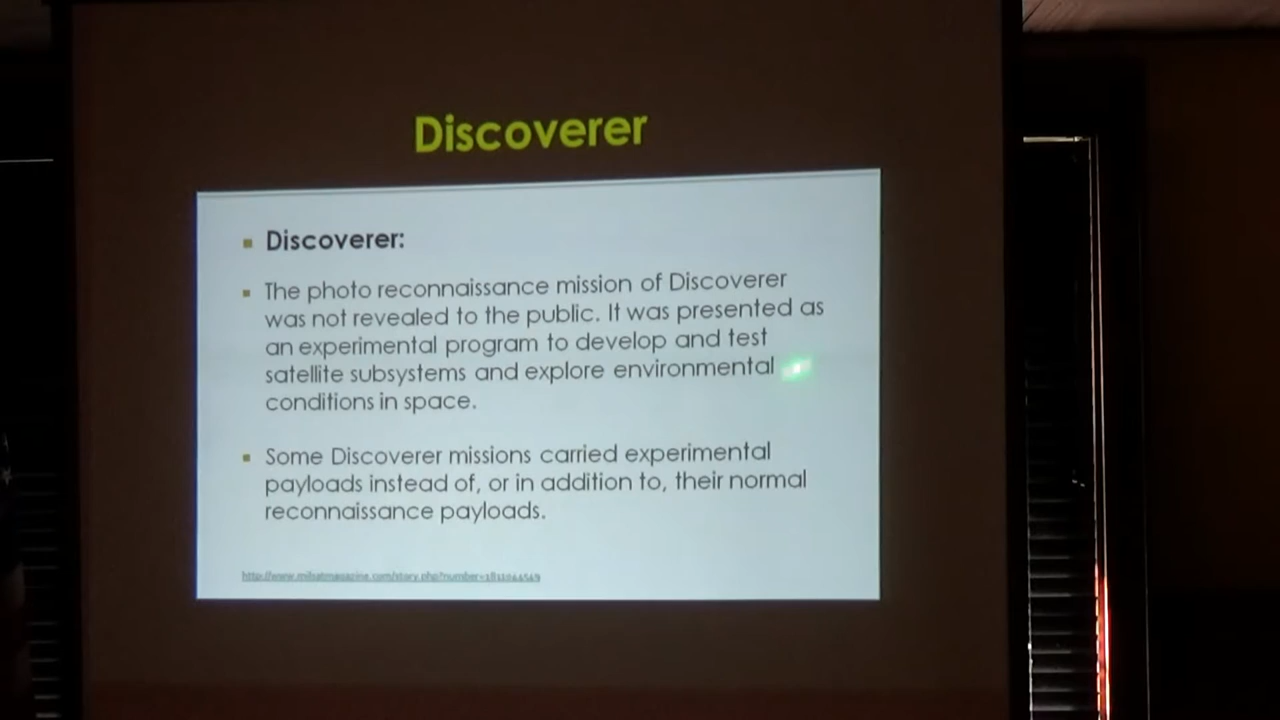 Discoverer
Discoverer:
The photo reconnaissance mission of Discoverer
was not revealed to the public. It was presented as
an experimental program to develop and test
satellite subsystems and explore environmental
conditions in space.
Some Discoverer missions carried experimental
payloads instead of, or in addition to, their normal
reconnaissance payloads.